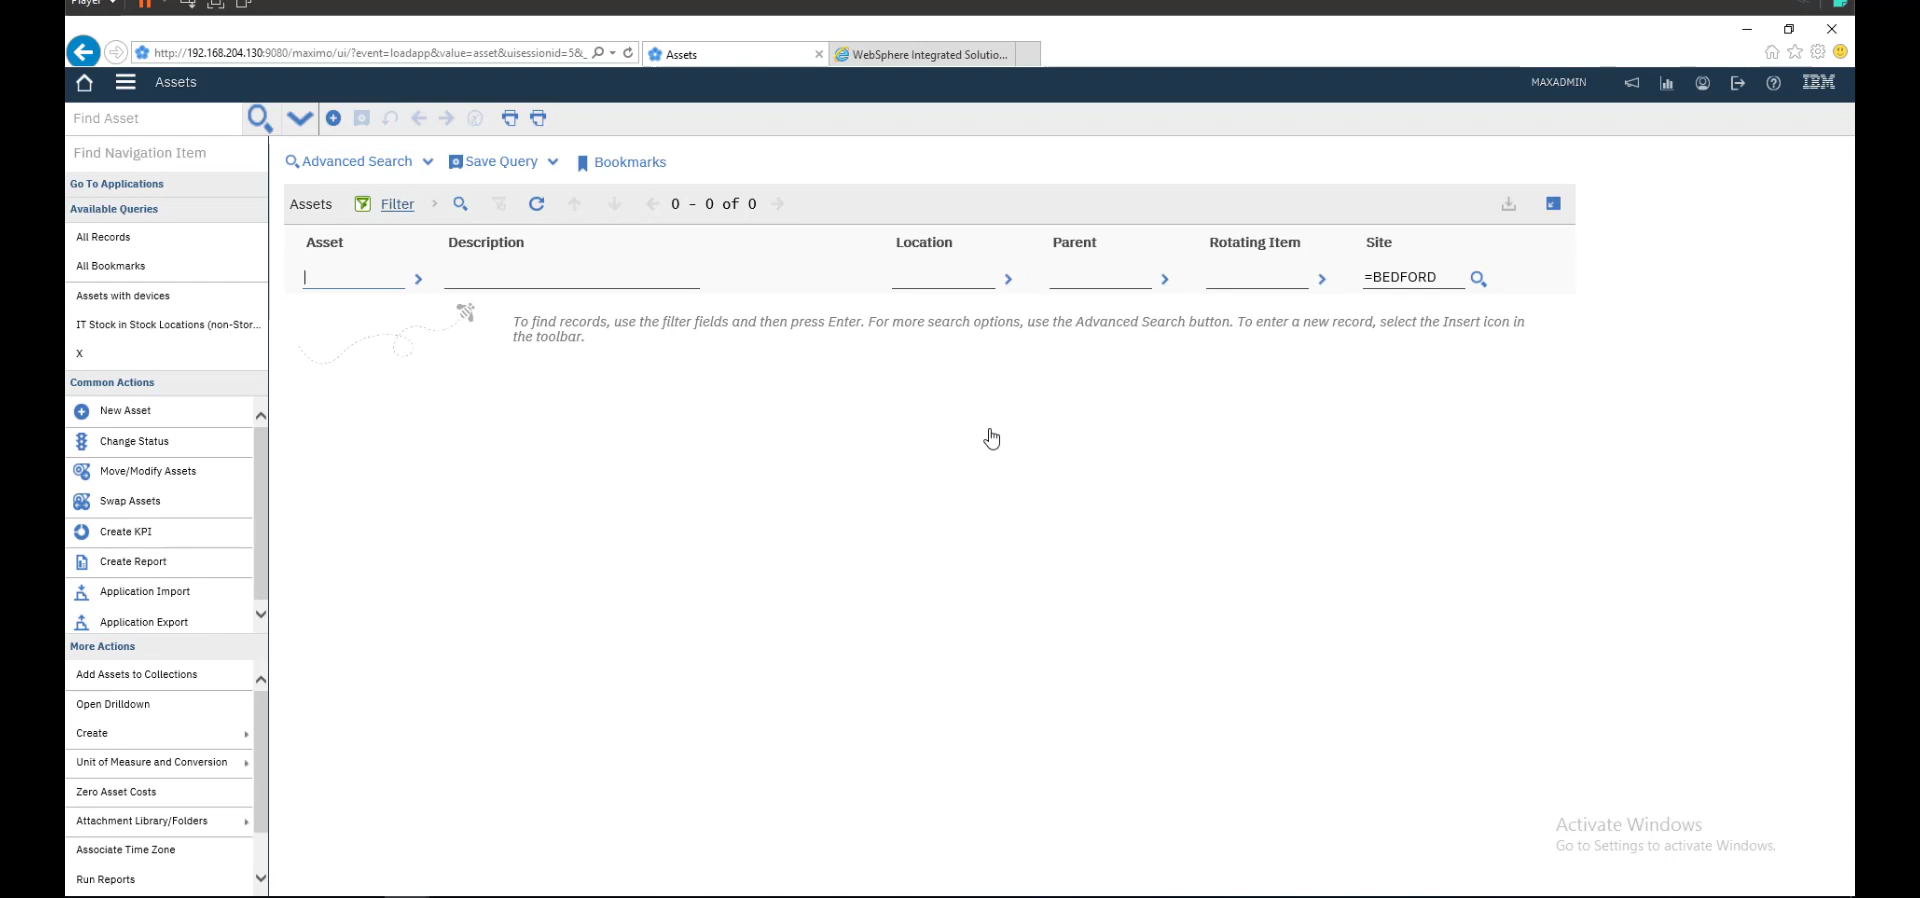 Player
http://192.168.204.130:9080/maximo/ui/?event=loadapp&value=asset&uisessionid=5&_
Assets
WebSphere Integrated Solutio...
Assets
MAXADMIN
IBM
Find Asset
Find Navigation Item
Advanced Search
Save Query
Bookmarks
Go To Applications
Available Queries
Assets
Filter
0 - 0 of 0
All Records
Asset
Description
Location
Parent
Rotating Item
Site
All Bookmarks
=BEDFORD
Assets with devices
IT Stock in Stock Locations (non-Stor...
X
To find records, use the filter fields and then press Enter. For more search options, use the Advanced Search button. To enter a new record, select the Insert icon in
the toolbar.
Common Actions
New Asset
Change Status
Move/Modify Assets
Swap Assets
Create KPI
Create Report
Application Import
Application Export
More Actions
Add Assets to Collections
Open Drilldown
Create
Unit of Measure and Conversion
Zero Asset Costs
Attachment Library/Folders
Associate Time Zone
Run Reports
Activate Windows
Go to Settings to activate Windows.